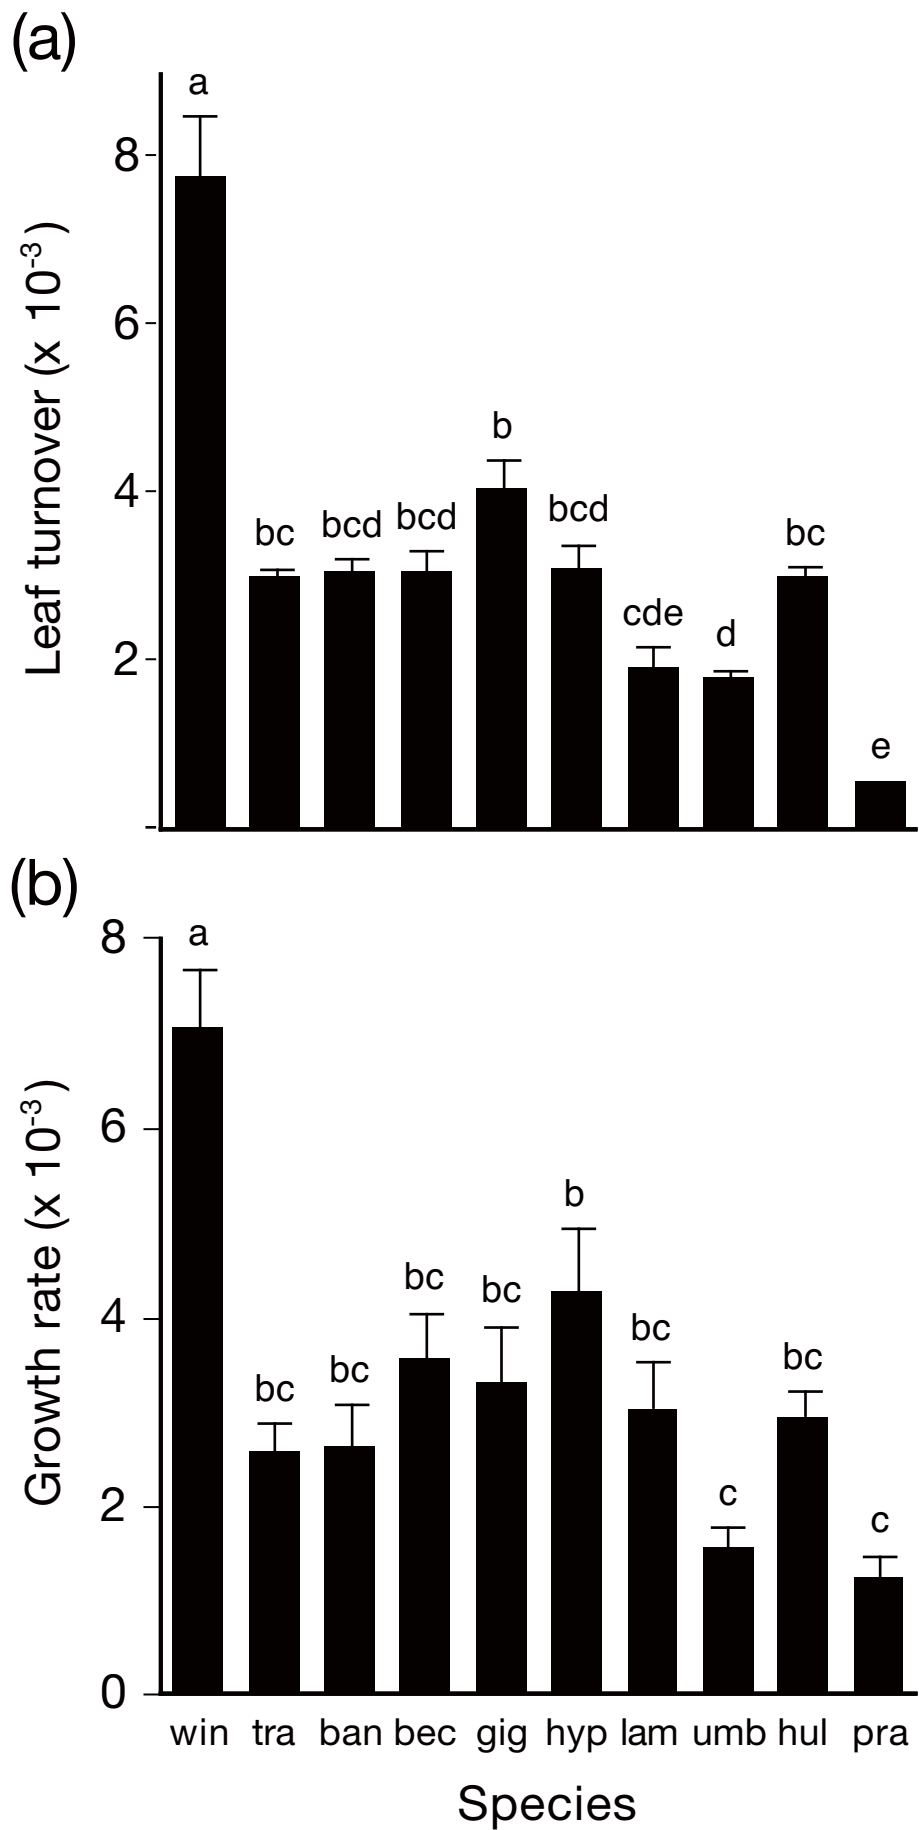 (a)
Leaf turnover (x 10⁻³)
8
6
4
2
a
bc
bcd
bcd
b
bcd
cde
d
bc
e
(b)
Growth rate (x 10⁻³)
8
6
4
2
0
a
bc
bc
bc
bc
b
bc
c
bc
c
win tra ban bec gig hyp lam umb hul pra
Species